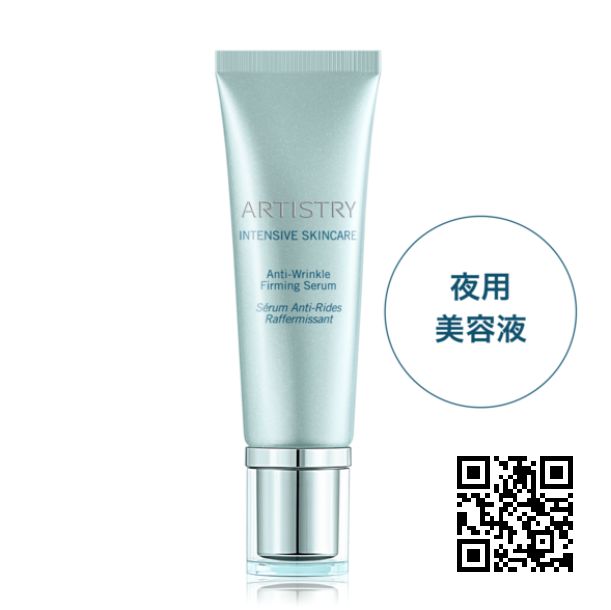 ARTISTRY
INTENSIVE SKINCARE
Anti-Wrinkle
Firming Serum
Sérum Anti-Rides
Raffermissant
夜用
美容液